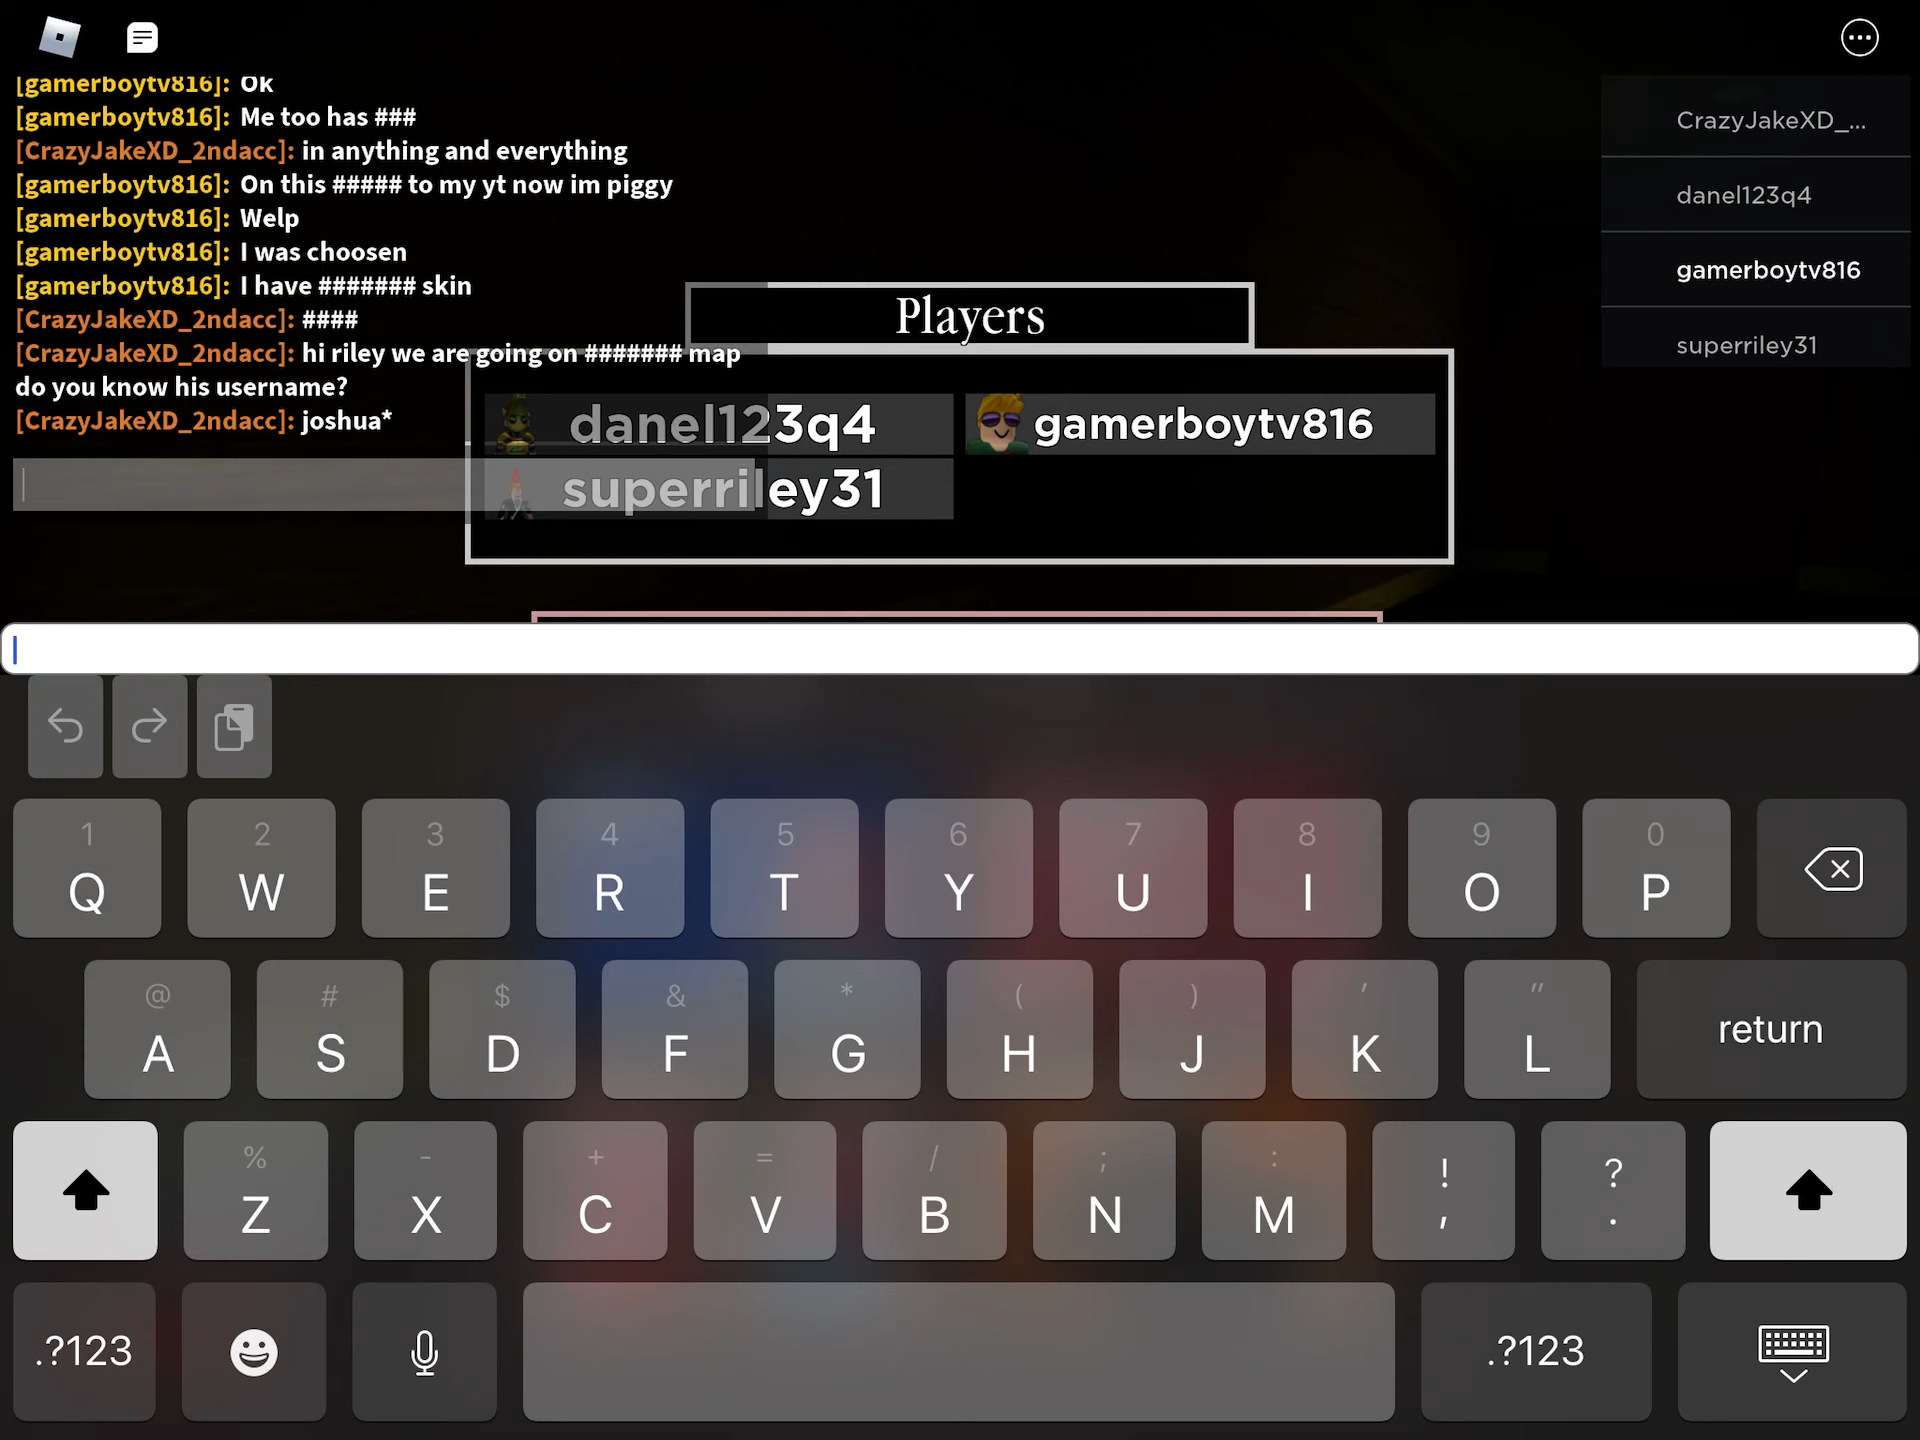 [gamerboytv816]: Ok
[gamerboytv816]: Me too has ###
[CrazyJakeXD_2ndacc]: in anything and everything
[gamerboytv816]: On this ##### to my yt now im piggy
[gamerboytv816]: Welp
[gamerboytv816]: I was choosen
[gamerboytv816]: I have ####### skin
[CrazyJakeXD_2ndacc]: ####
[CrazyJakeXD_2ndacc]: hi riley we are going on ####### map
do you know his username?
[CrazyJakeXD_2ndacc]: joshua*
CrazyJakeXD_...
danel123q4
gamerboytv816
superriley31
Players
danel123q4 gamerboytv816
superriley31
1 2 3 4 5 6 7 8 9 0
Q W E R T Y U I O P
@ # $ & * ( ) ' "
A S D F G H J K L return
% - + = / ; : ! ?
Z X C V B N M , .
.?123 .?123